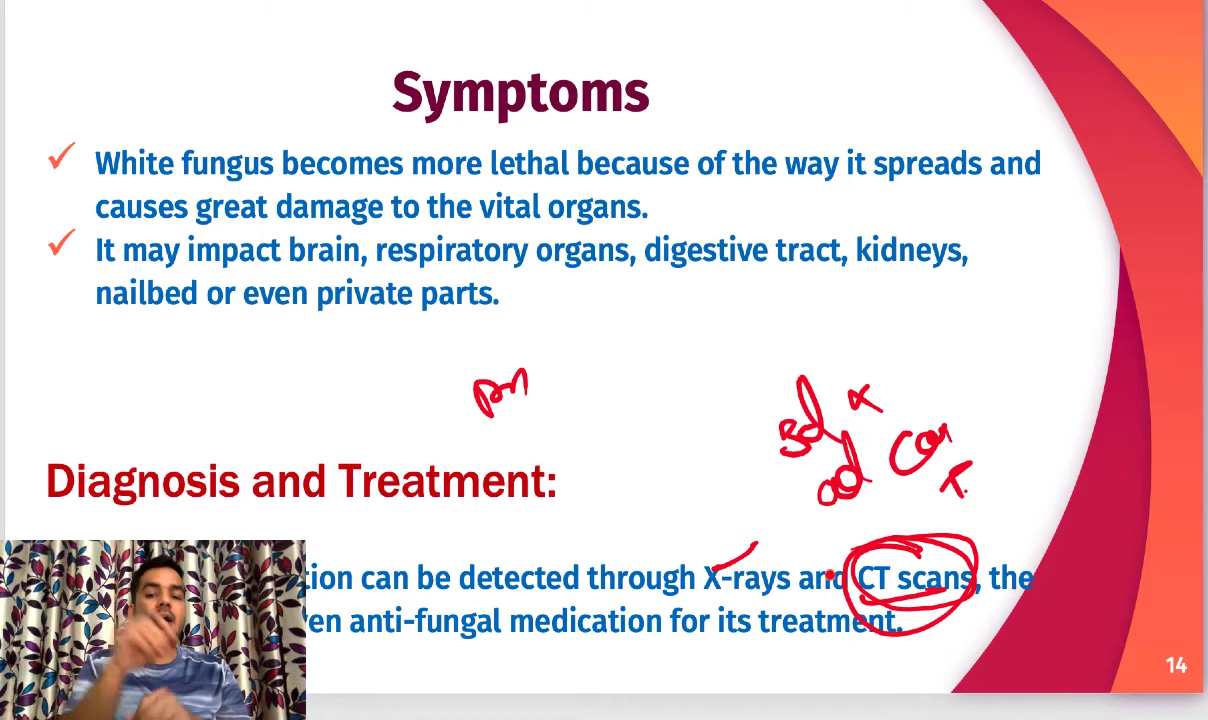 Symptoms
White fungus becomes more lethal because of the way it spreads and
causes great damage to the vital organs.
It may impact brain, respiratory organs, digestive tract, kidneys,
nailbed or even private parts.
Diagnosis and Treatment:
tion can be detected through X-rays and CT scans, the
ven anti-fungal medication for its treatment.
14